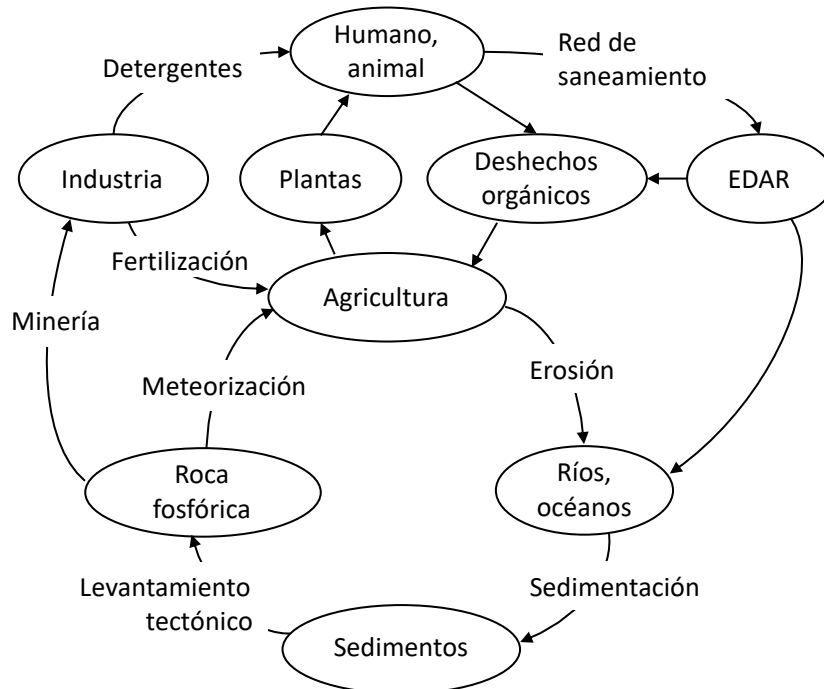 Humano,
animal
Detergentes
Red de
saneamiento
Industria
Plantas
Deshechos
orgánicos
EDAR
Fertilización
Agricultura
Minería
Meteorización
Erosión
Roca
fosfórica
Ríos,
océanos
Levantamiento
tectónico
Sedimentación
Sedimentos